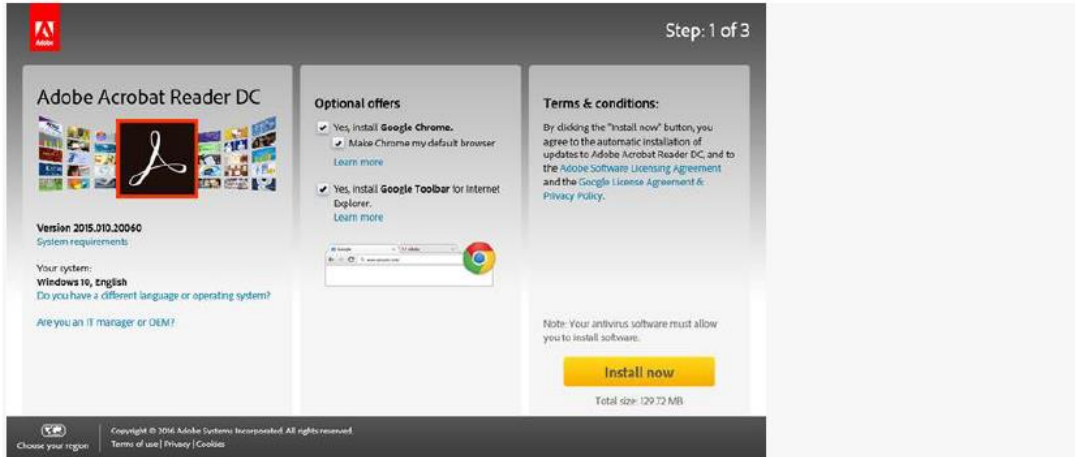 Adobe
Step: 1 of 3
Adobe Acrobat Reader DC
Version 2015.010.20060
System requirements
Your system:
Windows 10, English
Do you have a different language or operating system?
Are you an IT manager or OEM?
Optional offers
Yes, install Google Chrome.
Make Chrome my default browser
Learn more
Yes, install Google Toolbar for Internet
Explorer.
Learn more
Google
Terms & conditions:
By clicking the "Install now" button, you
agree to the automatic installation of
updates to Adobe Acrobat Reader DC, and to
the Adobe Software Licensing Agreement
and the Google License Agreement &
Privacy Policy.
Note: Your antivirus software must allow
you to install software.
Install now
Total size: 129.72 MB
Choose your region
Copyright © 2016 Adobe Systems Incorporated. All rights reserved.
Terms of use | Privacy | Cookies